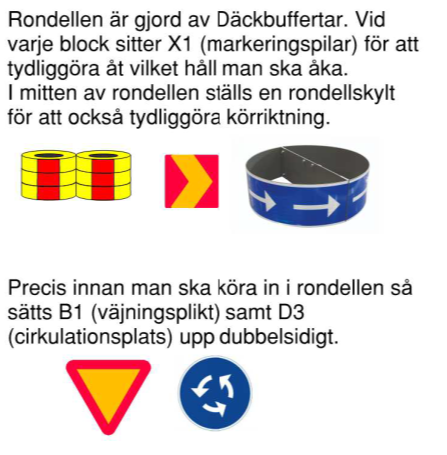 Rondellen är gjord av Däckbuffertar. Vid
varje block sitter X1 (markeringspilar) för att
tydliggöra åt vilket håll man ska åka.
I mitten av rondellen ställs en rondellskylt
för att också tydliggöra körriktning.
Precis innan man ska köra in i rondellen så
sätts B1 (väjningsplikt) samt D3
(cirkulationsplats) upp dubbelsidigt.